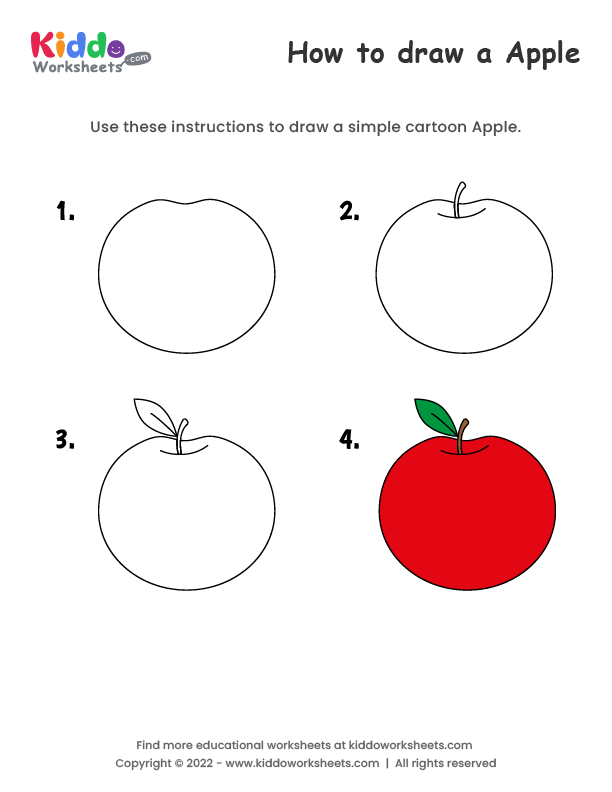 Kiddo
Worksheets.com
How to draw a Apple
Use these instructions to draw a simple cartoon Apple.
1.
2.
3.
4.
Find more educational worksheets at kiddoworksheets.com
Copyright © 2022 - www.kiddoworksheets.com | All rights reserved